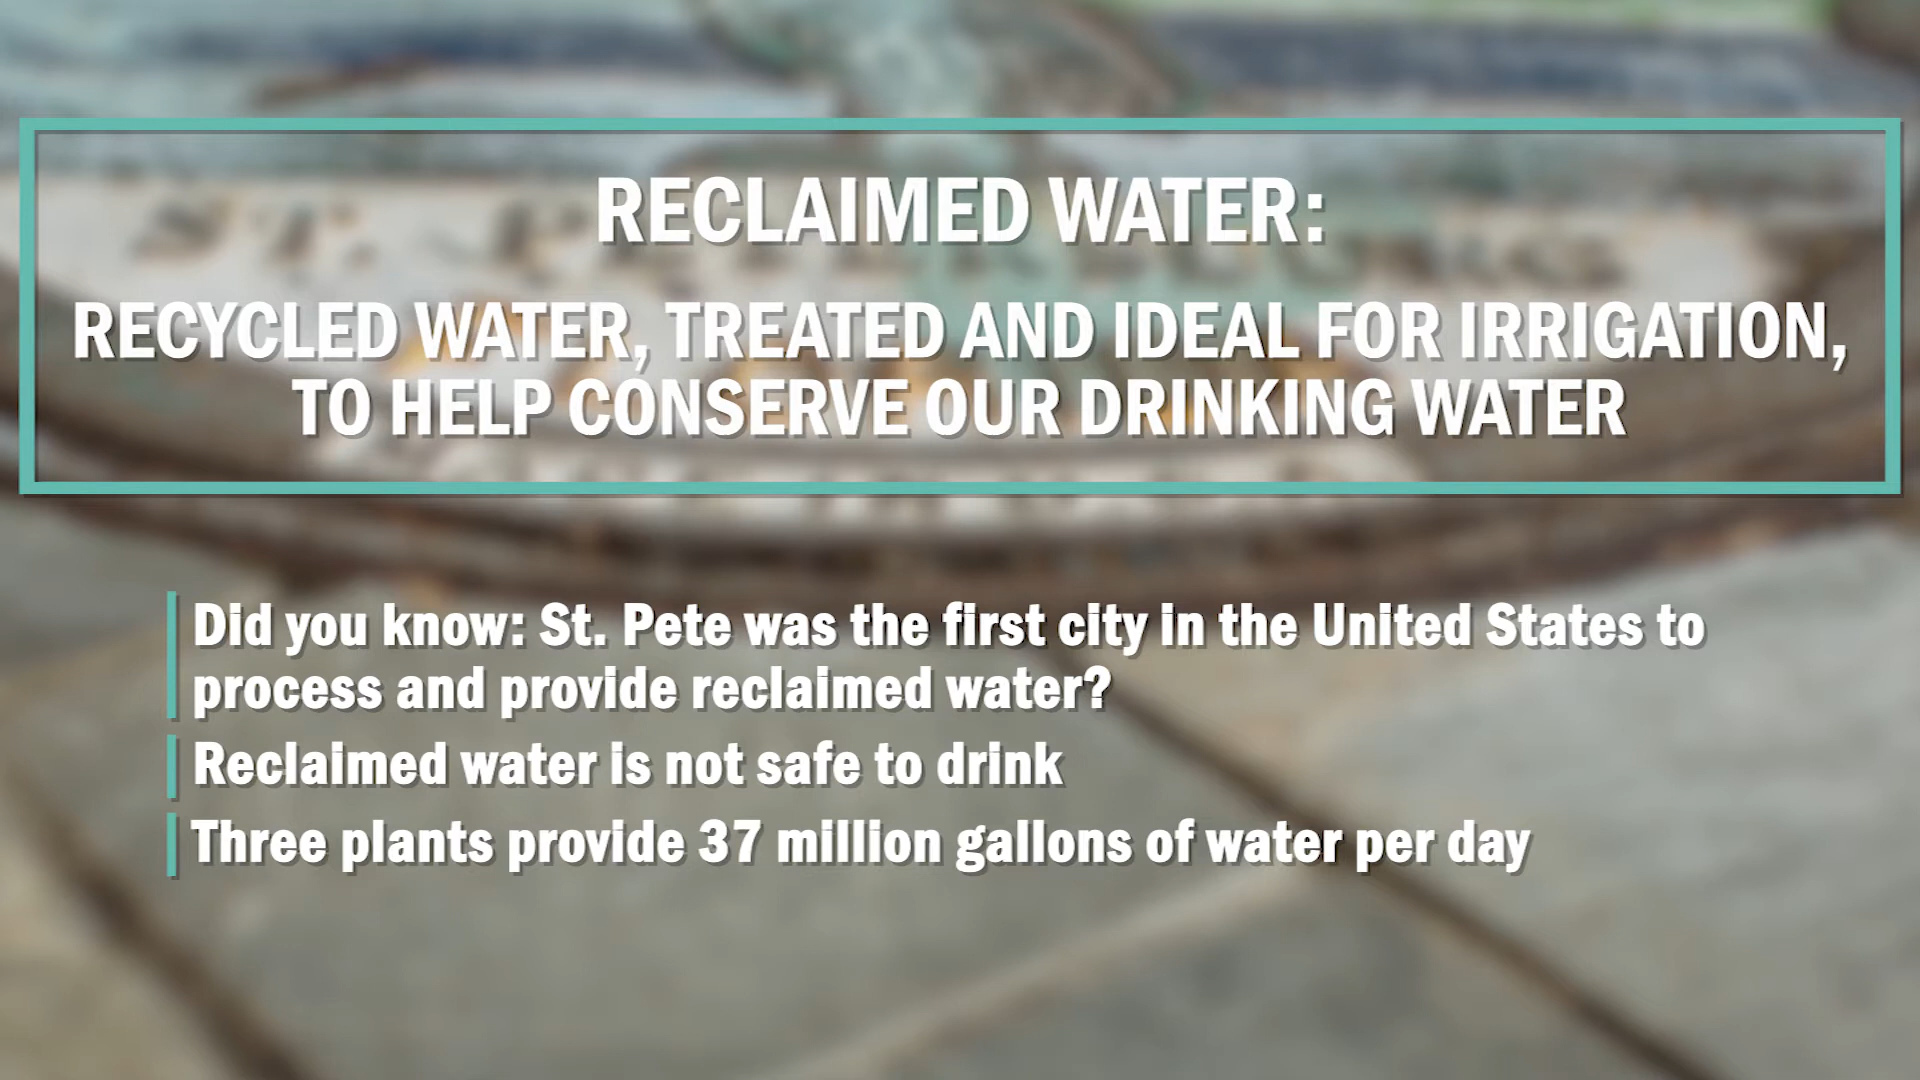 RECLAIMED WATER:
RECYCLED WATER, TREATED AND IDEAL FOR IRRIGATION,
TO HELP CONSERVE OUR DRINKING WATER
Did you know: St. Pete was the first city in the United States to
process and provide reclaimed water?
Reclaimed water is not safe to drink
Three plants provide 37 million gallons of water per day